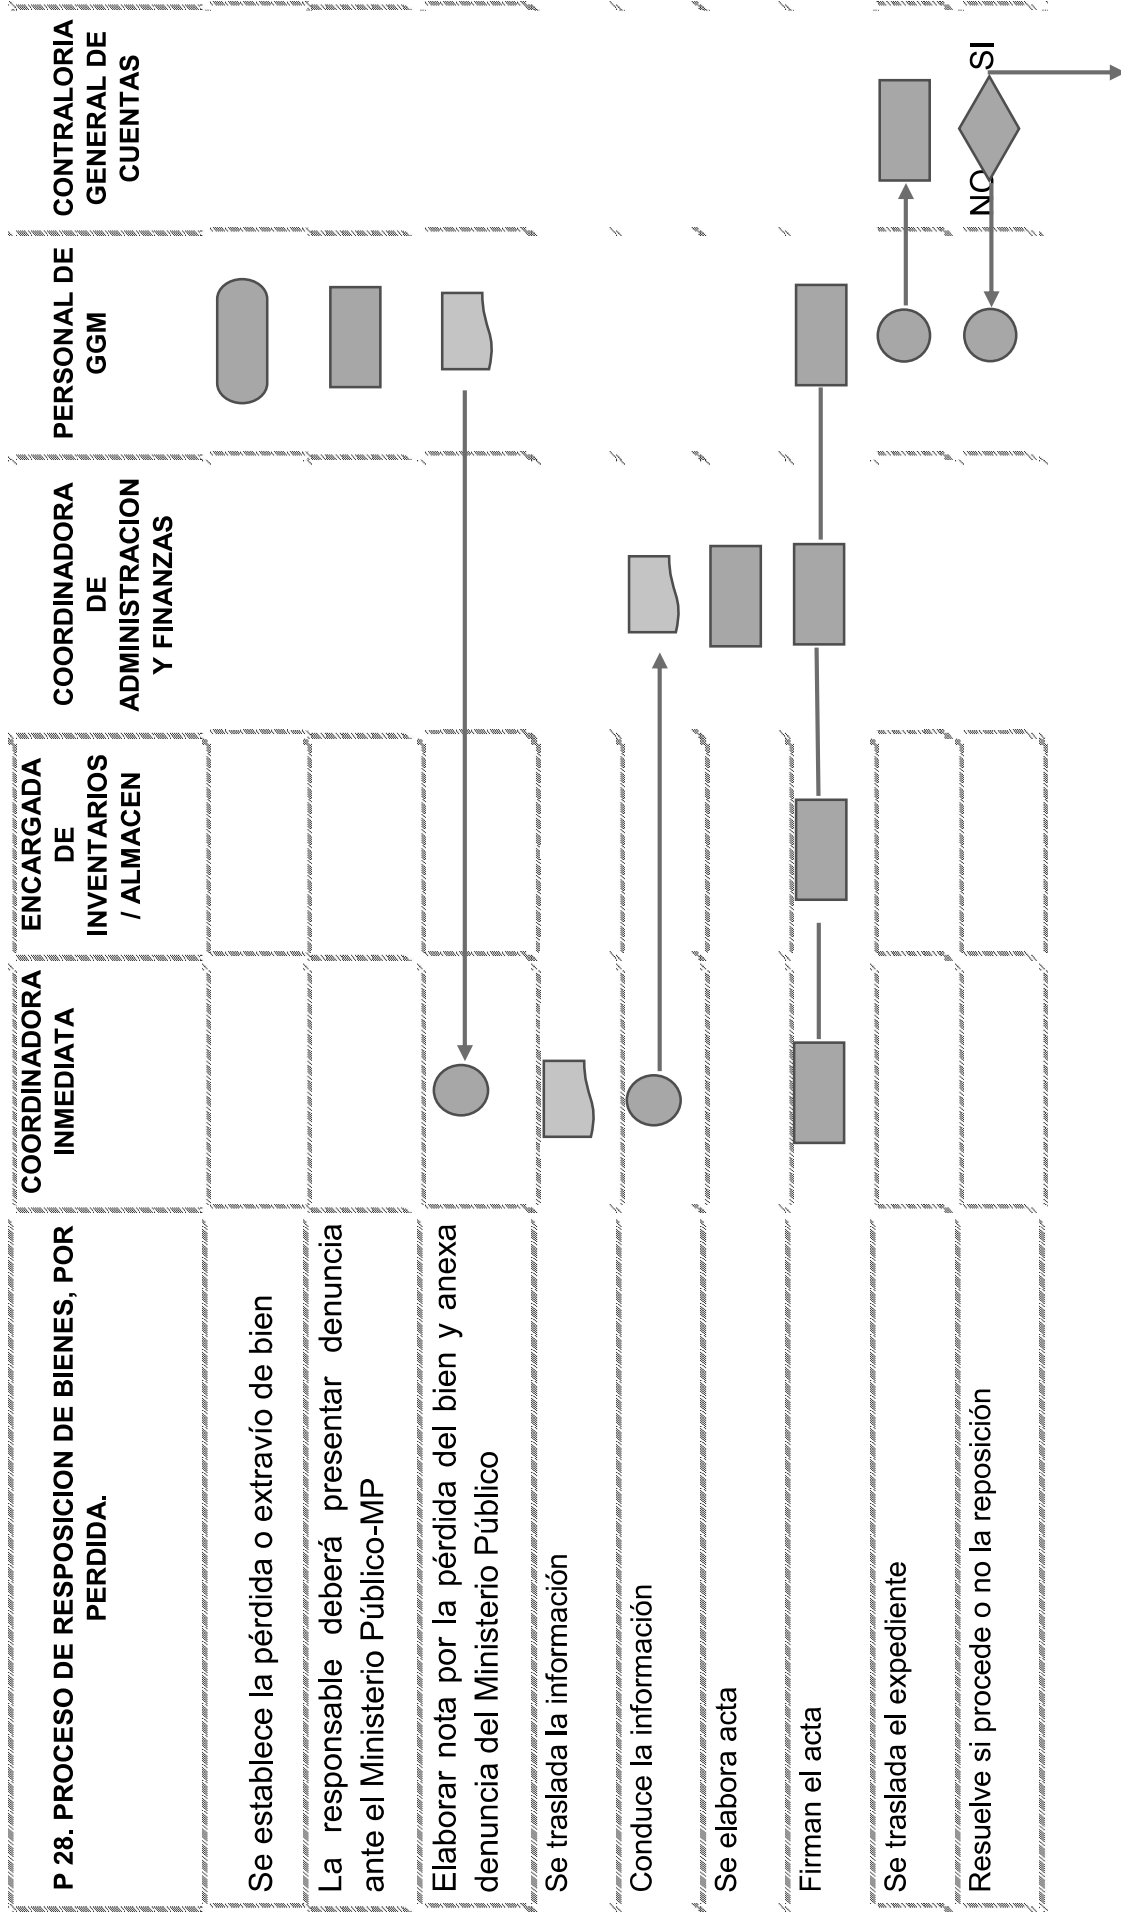 P 28. PROCESO DE RESPOSICION DE BIENES, POR
PERDIDA.
COORDINADORA
INMEDIATA
ENCARGADA
DE
INVENTARIOS
/ ALMACEN
COORDINADORA
DE
ADMINISTRACION
Y FINANZAS
PERSONAL DE
GGM
CONTRALORIA
GENERAL DE
CUENTAS
Se establece la pérdida o extravío de bien
La responsable deberá presentar denuncia
ante el Ministerio Público-MP
Elaborar nota por la pérdida del bien y anexa
denuncia del Ministerio Público
Se traslada la información
Conduce la información
Se elabora acta
Firman el acta
Se traslada el expediente
Resuelve si procede o no la reposición
NO
SI